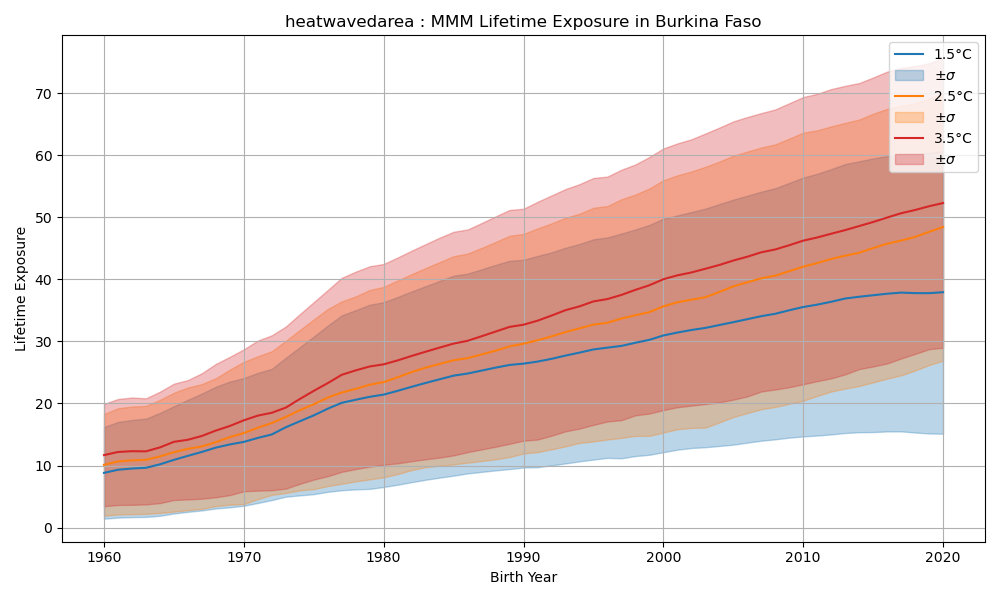 heatwavedarea : MMM Lifetime Exposure in Burkina Faso
Lifetime Exposure
70
60
50
40
30
20
10
0
1960
1970
1980
1990
2000
2010
2020
Birth Year
1.5°C
±σ
2.5°C
±σ
3.5°C
±σ